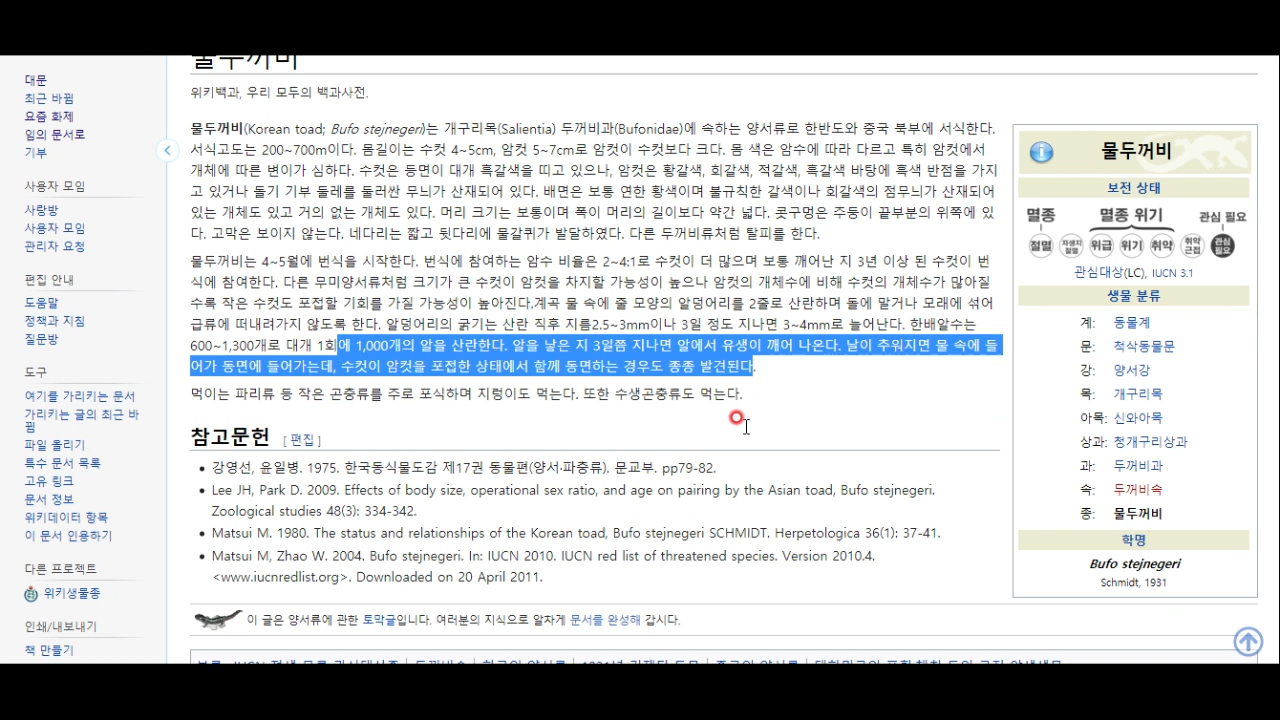 물두꺼비
위키백과, 우리 모두의 백과사전.
대문
최근 바뀜
요즘 화제
임의 문서로
기부
사용자 모임
사랑방
사용자 모임
관리자 요청
편집 안내
도움말
정책과 지침
질문방
도구
여기를 가리키는 문서
가리키는 글의 최근 바
뀜
파일 올리기
특수 문서 목록
고유 링크
문서 정보
위키데이터 항목
이 문서 인용하기
다른 프로젝트
위키생물종
인쇄/내보내기
책 만들기
물두꺼비(Korean toad; Bufo stejnegeri)는 개구리목(Salientia) 두꺼비과(Bufonidae)에 속하는 양서류로 한반도와 중국 북부에 서식한다.
서식고도는 200~700m이다. 몸길이는 수컷 4~5cm, 암컷 5~7cm로 암컷이 수컷보다 크다. 몸 색은 암수에 따라 다르고 특히 암컷에서
개체에 따른 변이가 심하다. 수컷은 등면이 대개 흑갈색을 띠고 있으나, 암컷은 황갈색, 회갈색, 적갈색, 흑갈색 바탕에 흑색 반점을 가지
고 있거나 돌기 기부 둘레를 둘러싼 무늬가 산재되어 있다. 배면은 보통 연한 황색이며 불규칙한 갈색이나 회갈색의 점무늬가 산재되어
있는 개체도 있고 거의 없는 개체도 있다. 머리 크기는 보통이며 폭이 머리의 길이보다 약간 넓다. 콧구멍은 주둥이 끝부분의 위쪽에 있
다. 고막은 보이지 않는다. 네다리는 짧고 뒷다리에 물갈퀴가 발달하였다. 다른 두꺼비류처럼 탈피를 한다.
물두꺼비는 4~5월에 번식을 시작한다. 번식에 참여하는 암수 비율은 2~4:1로 수컷이 더 많으며 보통 깨어난 지 3년 이상 된 수컷이 번
식에 참여한다. 다른 무미양서류처럼 크기가 큰 수컷이 암컷을 차지할 가능성이 높으나 암컷의 개체수에 비해 수컷의 개체수가 많아질
수록 작은 수컷도 포접할 기회를 가질 가능성이 높아진다.계곡 물 속에 줄 모양의 알덩어리를 2줄로 산란하며 돌에 말거나 모래에 섞어
급류에 떠내려가지 않도록 한다. 알덩어리의 굵기는 산란 직후 지름2.5~3mm이나 3일 정도 지나면 3~4mm로 늘어난다. 한배알수는
600~1,300개로 대개 1회에 1,000개의 알을 산란한다. 알을 낳은 지 3일쯤 지나면 알에서 유생이 깨어 나온다. 날이 추워지면 물 속에 들
어가 동면에 들어가는데, 수컷이 암컷을 포접한 상태에서 함께 동면하는 경우도 종종 발견된다.
먹이는 파리류 등 작은 곤충류를 주로 포식하며 지렁이도 먹는다. 또한 수생곤충류도 먹는다.
참고문헌 [ 편집 ]
• 강영선, 윤일병. 1975. 한국동식물도감 제17권 동물편(양서·파충류). 문교부. pp79-82.
• Lee JH, Park D. 2009. Effects of body size, operational sex ratio, and age on pairing by the Asian toad, Bufo stejnegeri.
Zoological studies 48(3): 334-342.
• Matsui M. 1980. The status and relationships of the Korean toad, Bufo stejnegeri SCHMIDT. Herpetologica 36(1): 37-41.
• Matsui M, Zhao W. 2004. Bufo stejnegeri. In: IUCN 2010. IUCN red list of threatened species. Version 2010.4.
<www.iucnredlist.org>. Downloaded on 20 April 2011.
이 글은 양서류에 관한 토막글입니다. 여러분의 지식으로 알차게 문서를 완성해 갑시다.
물두꺼비
보전 상태
멸종 멸종 위기 관심 필요
절멸 자생지 절멸 위급 위기 취약 취약 근접 관심 필요
관심대상(LC), IUCN 3.1
생물 분류
계: 동물계
문: 척삭동물문
강: 양서강
목: 개구리목
아목: 신와아목
상과: 청개구리상과
과: 두꺼비과
속: 두꺼비속
종: 물두꺼비
학명
Bufo stejnegeri
Schmidt, 1931